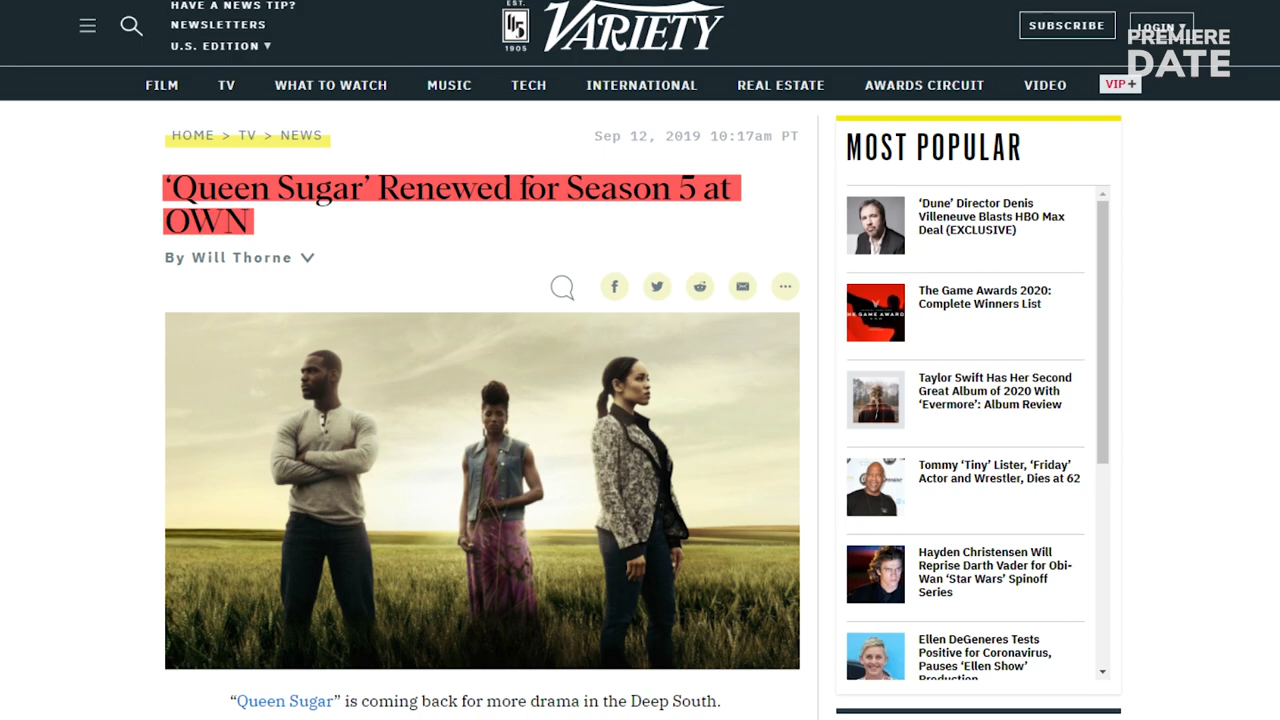 HAVE A NEWS TIP?
NEWSLETTERS
U.S. EDITION ▼
EST.
115
1905
VARIETY
SUBSCRIBE
LOGIN ▼
PREMIERE
DATE
FILM
TV
WHAT TO WATCH
MUSIC
TECH
INTERNATIONAL
REAL ESTATE
AWARDS CIRCUIT
VIDEO
VIP+
HOME > TV > NEWS
Sep 12, 2019 10:17am PT
‘Queen Sugar’ Renewed for Season 5 at
OWN
By Will Thorne
“Queen Sugar” is coming back for more drama in the Deep South.
MOST POPULAR
‘Dune’ Director Denis
Villeneuve Blasts HBO Max
Deal (EXCLUSIVE)
HE GAME AWARD
The Game Awards 2020:
Complete Winners List
Taylor Swift Has Her Second
Great Album of 2020 With
‘Evermore’: Album Review
Tommy ‘Tiny’ Lister, ‘Friday’
Actor and Wrestler, Dies at 62
Hayden Christensen Will
Reprise Darth Vader for Obi-
Wan ‘Star Wars’ Spinoff
Series
Ellen DeGeneres Tests
Positive for Coronavirus,
Pauses ‘Ellen Show’
Production